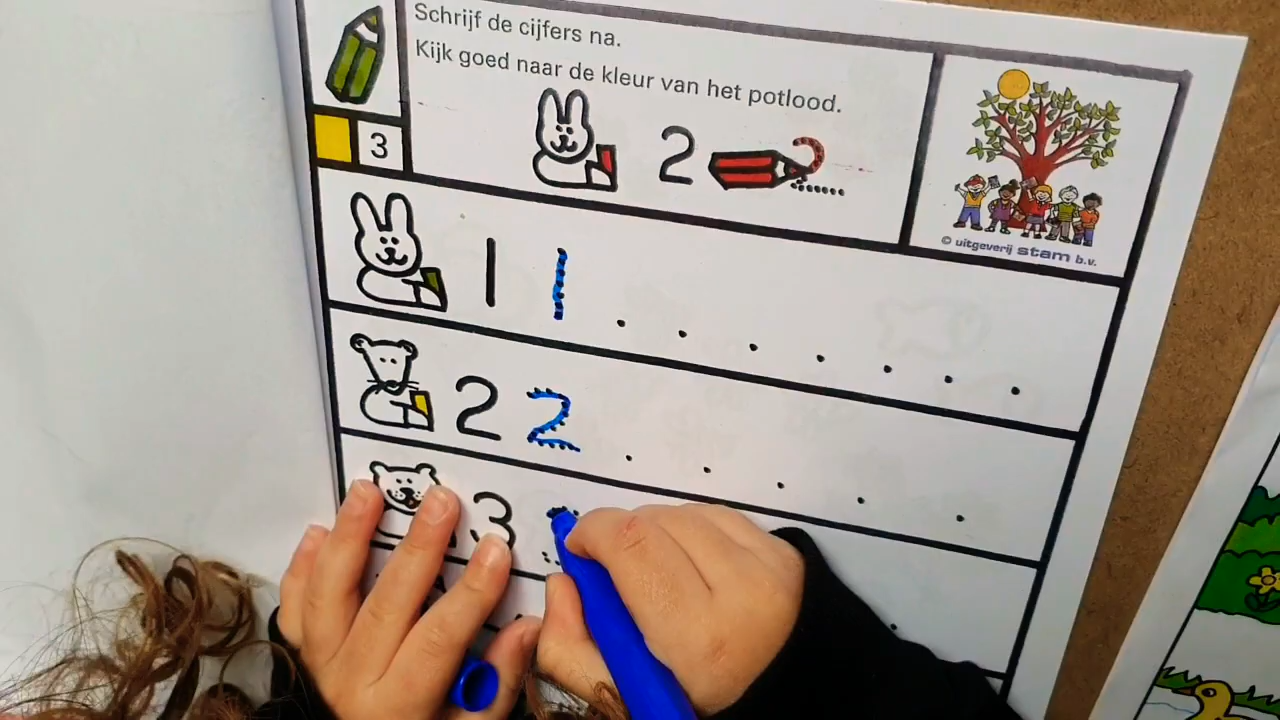 Schrijf de cijfers na.
Kijk goed naar de kleur van het potlood.
3
2 2
© uitgeverij stam b.v.
1 1
2 2
3